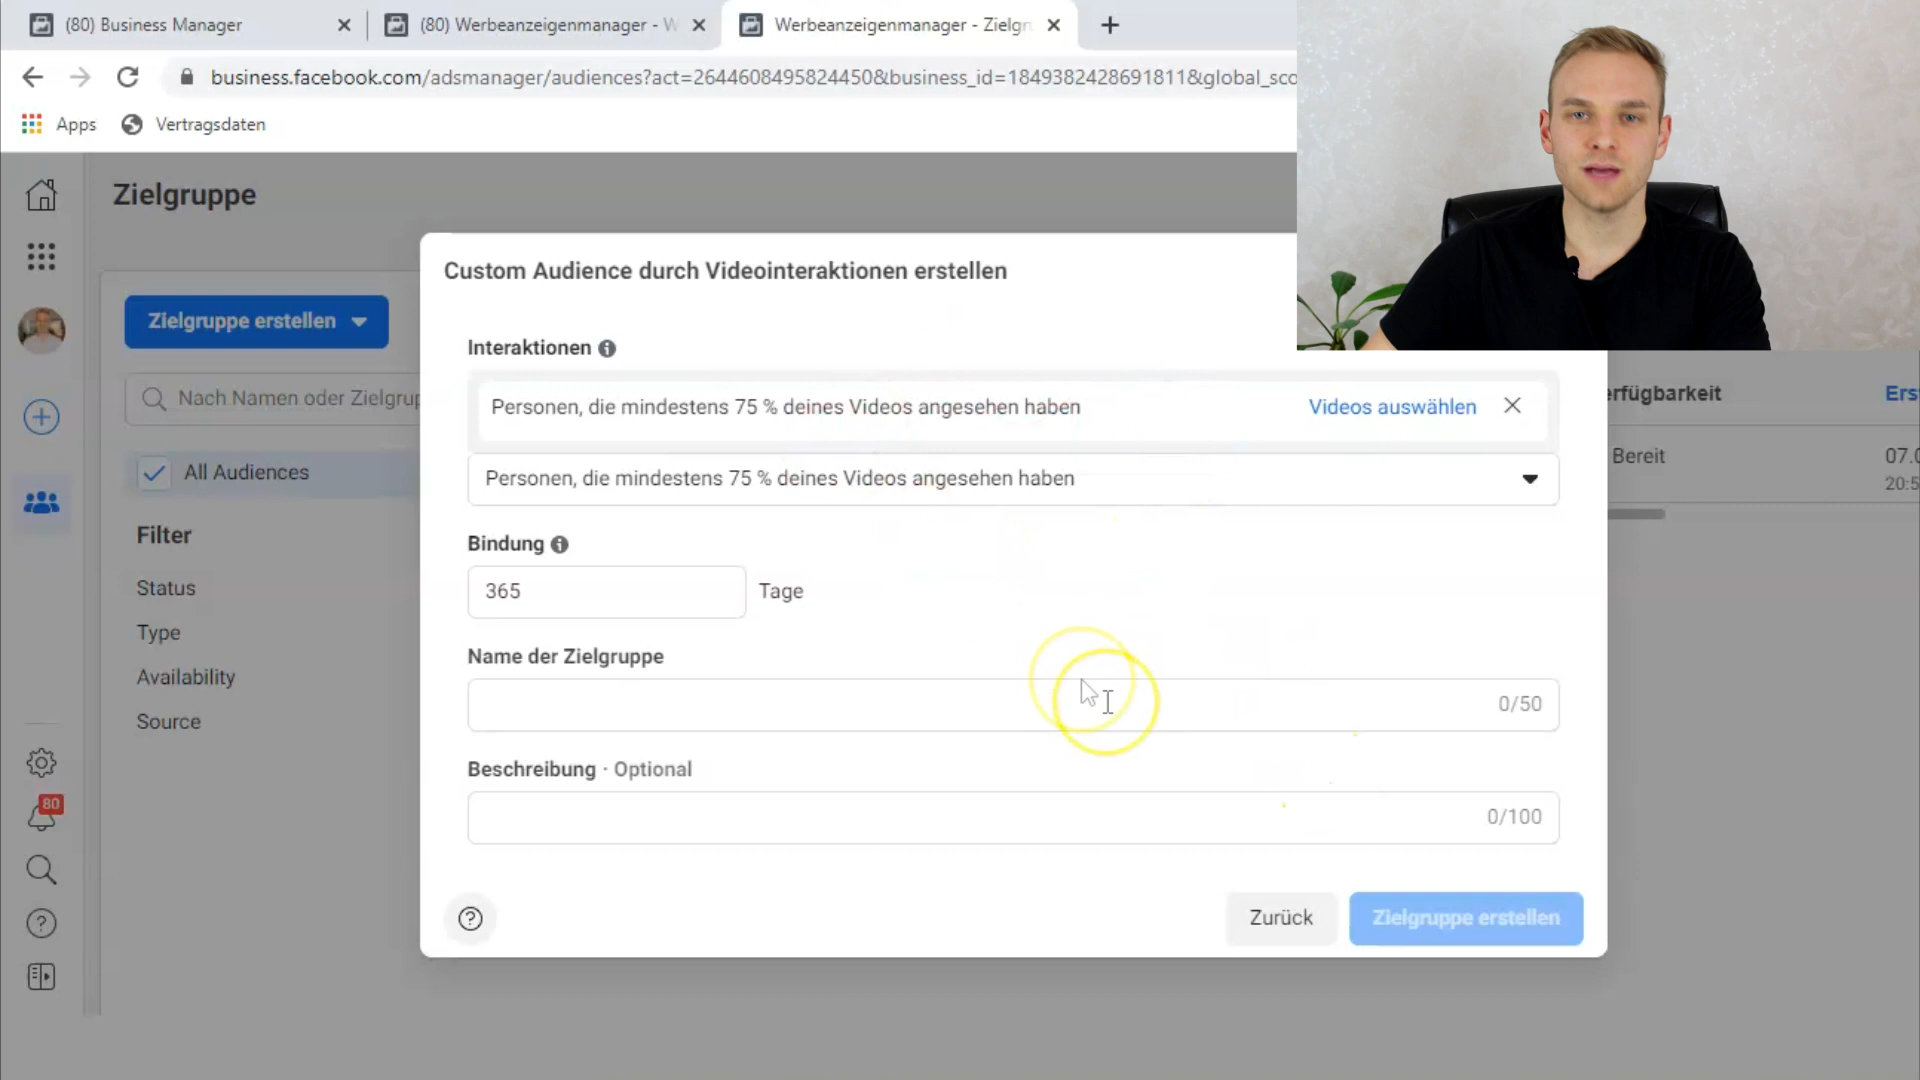 (80) Business Manager
(80) Werbeanzeigenmanager - W
Werbeanzeigenmanager - Zielgr
business.facebook.com/adsmanager/audiences?act=2644608495824450&business_id=1849382428691811&global_sco
Apps
Vertragsdaten
Zielgruppe
Zielgruppe erstellen
Nach Namen oder Zielgrup
All Audiences
Filter
Status
Type
Availability
Source
80
Custom Audience durch Videointeraktionen erstellen
Interaktionen
Personen, die mindestens 75 % deines Videos angesehen haben
Videos auswählen
Personen, die mindestens 75 % deines Videos angesehen haben
Bindung
365
Tage
Name der Zielgruppe
0/50
Beschreibung · Optional
0/100
Zurück
Zielgruppe erstellen
erfügbarkeit
Ers
Bereit
07.0
20:5